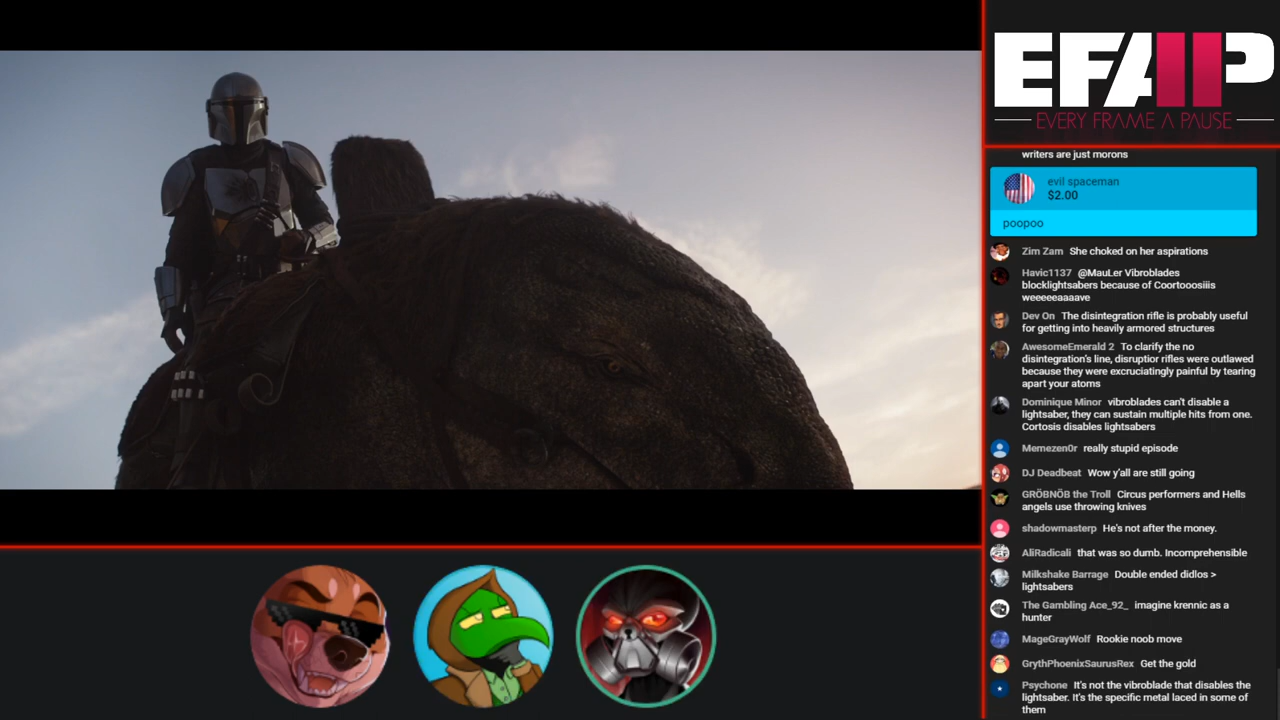 EFAP
EVERY FRAME A PAUSE
writers are just morons
evil spaceman
$2.00
poopoo
Zim Zam She choked on her aspirations
Havic1137 @MauLer Vibroblades
blocklightsabers because of Coortooosiiis
weeeeeaaaave
Dev On The disintegration rifle is probably useful
for getting into heavily armored structures
AwesomeEmerald 2 To clarify the no
disintegration's line, disruptior rifles were outlawed
because they were excruciatingly painful by tearing
apart your atoms
Dominique Minor vibroblades can't disable a
lightsaber, they can sustain multiple hits from one.
Cortosis disables lightsabers
Memezen0r really stupid episode
DJ Deadbeat Wow y'all are still going
GRÖBNÖB the Troll Circus performers and Hells
angels use throwing knives
shadowmasterp He's not after the money.
AliRadicali that was so dumb. Incomprehensible
Milkshake Barrage Double ended didlos >
lightsabers
The Gambling Ace_92_ imagine krennic as a
hunter
MageGrayWolf Rookie noob move
GrythPhoenixSaurusRex Get the gold
Psychone It's not the vibroblade that disables the
lightsaber. It's the specific metal laced in some of
them